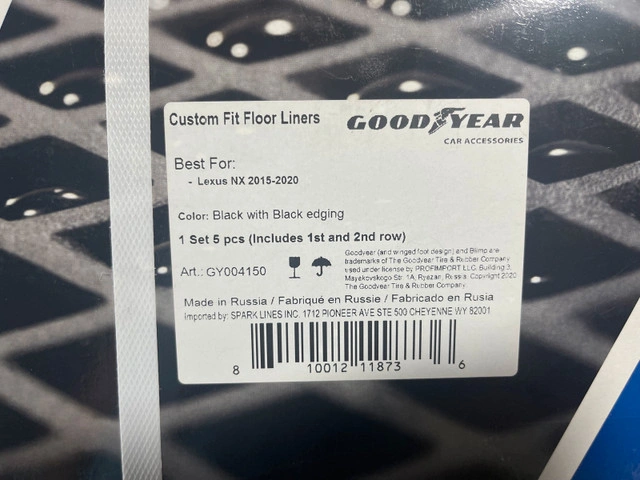 Custom Fit Floor Liners
GOOD YEAR
CAR ACCESSORIES
Best For:
- Lexus NX 2015-2020
Color: Black with Black edging
1 Set 5 pcs (Includes 1st and 2nd row)
Art.: GY004150
Goodyear (and winged foot design) and Blimp are
trademarks of The Goodyear Tire & Rubber Company
used under license by PROFIMPORT LLC, Building 3,
Mayakovskogo Str. 1A, Ryazan, Russia, Copyright 2020
The Goodyear Tire & Rubber Company.
Made in Russia / Fabriqué en Russie / Fabricado en Rusia
Imported by: SPARK LINES INC. 1712 PIONEER AVE STE 500 CHEYENNE WY 82001
8 10012 11873 6